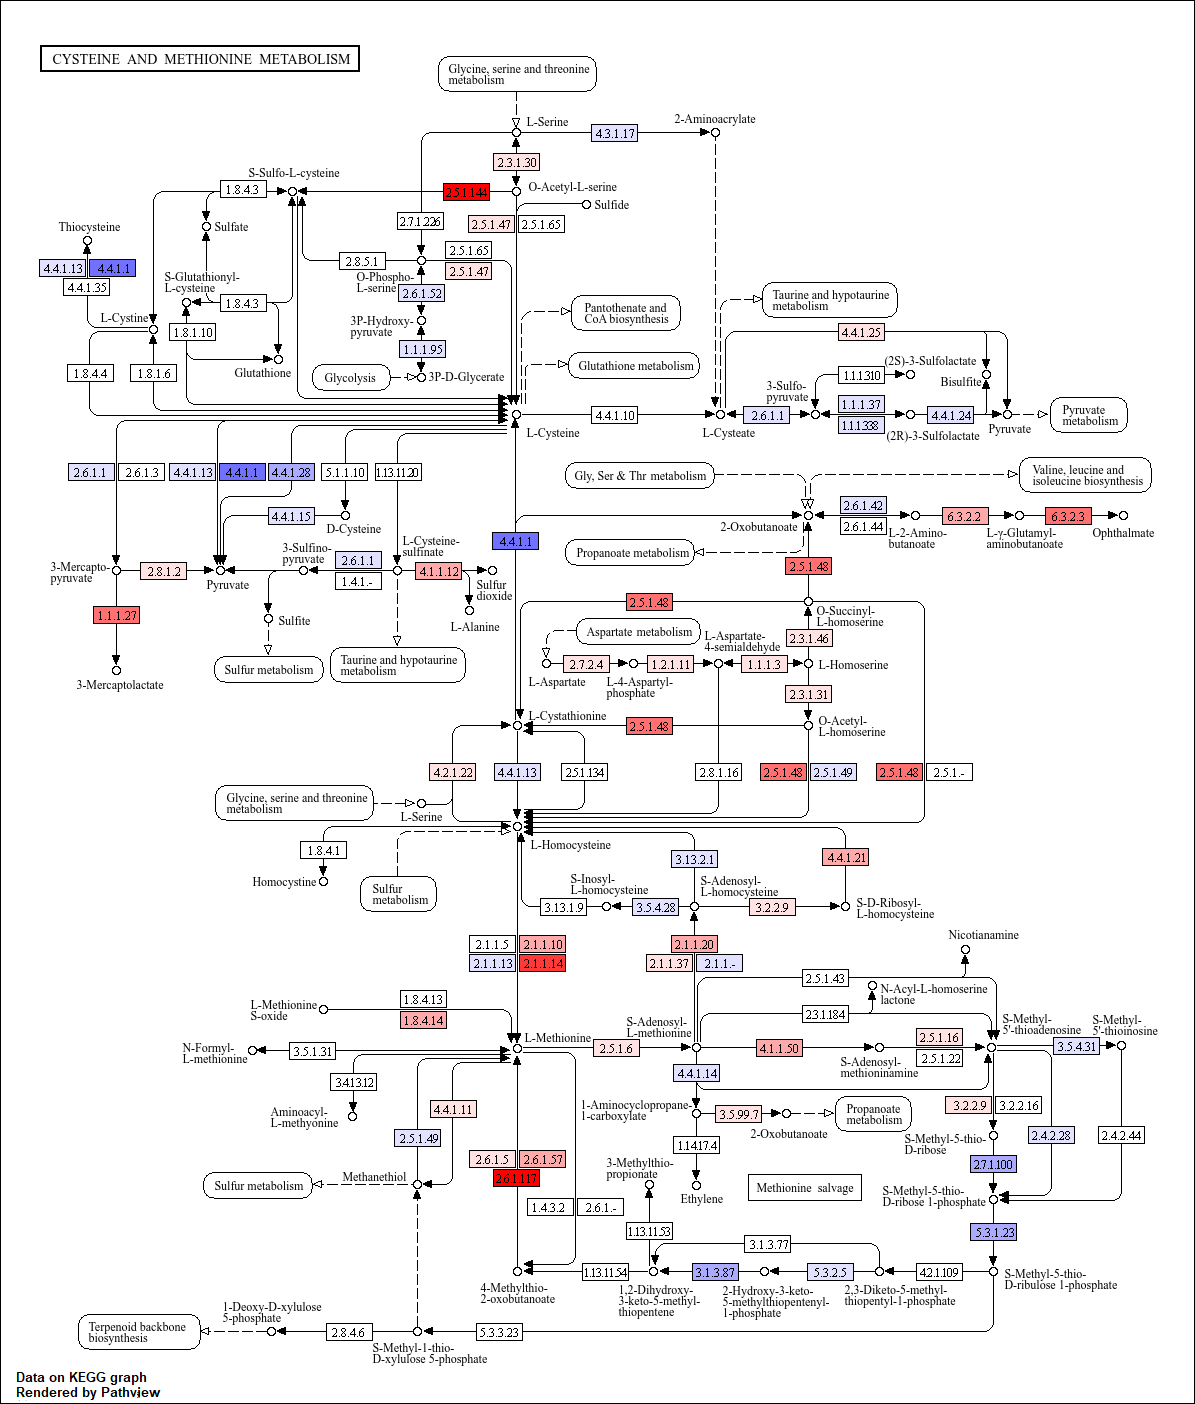 CYSTEINE AND METHIONINE METABOLISM
Glycine, serine and threonine
metabolism
L-Serine
4.3.1.17
2-Aminoacrylate
2.3.1.30
S-Sulfo-L-cysteine
1.8.4.3
2.5.1.144
O-Acetyl-L-serine
Sulfide
Thiocysteine
Sulfate
2.7.1.226
2.5.1.47
2.5.1.65
4.4.1.13
4.4.1.1
4.4.1.35
2.8.5.1
2.5.1.65
2.5.1.47
S-Glutathionyl-
L-cysteine
O-Phospho-
L-serine
2.6.1.52
1.8.4.3
Taurine and hypotaurine
metabolism
Pantothenate and
CoA biosynthesis
L-Cystine
1.8.1.10
3P-Hydroxy-
pyruvate
4.4.1.25
1.1.1.95
Glutathione
1.8.4.4
1.8.1.6
Glycolysis
3P-D-Glycerate
Glutathione metabolism
(2S)-3-Sulfolactate
1.1.1.310
Bisulfite
3-Sulfo-
pyruvate
4.4.1.10
2.6.1.1
1.1.1.37
1.1.1.338
4.4.1.24
Pyruvate
metabolism
L-Cysteine
L-Cysteate
(2R)-3-Sulfolactate
Pyruvate
2.6.1.1
2.6.1.3
4.4.1.13
4.4.1.1
4.4.1.28
5.1.1.10
1.13.11.20
Gly, Ser & Thr metabolism
Valine, leucine and
isoleucine biosynthesis
4.4.1.15
D-Cysteine
2.6.1.42
2.6.1.44
2-Oxobutanoate
L-2-Amino-
butanoate
6.3.2.2
L-γ-Glutamyl-
aminobutanoate
6.3.2.3
Ophthalmate
4.4.1.1
Propanoate metabolism
3-Mercapto-
pyruvate
2.8.1.2
Pyruvate
3-Sulfino-
pyruvate
2.6.1.1
1.4.1.-
L-Cysteine-
sulfinate
4.1.1.12
Sulfur
dioxide
2.5.1.48
1.1.1.27
Sulfite
L-Alanine
2.5.1.48
O-Succinyl-
L-homoserine
Aspartate metabolism
L-Aspartate-
4-semialdehyde
2.3.1.46
Sulfur metabolism
Taurine and hypotaurine
metabolism
3-Mercaptolactate
2.7.2.4
1.2.1.11
1.1.1.3
L-Homoserine
L-Aspartate
L-4-Aspartyl-
phosphate
2.3.1.31
L-Cystathionine
2.5.1.48
O-Acetyl-
L-homoserine
4.2.1.22
4.4.1.13
2.5.1.134
2.8.1.16
2.5.1.48
2.5.1.49
2.5.1.48
2.5.1.-
Glycine, serine and threonine
metabolism
L-Serine
1.8.4.1
L-Homocysteine
3.13.2.1
4.4.1.21
Homocystine
Sulfur
metabolism
S-Inosyl-
L-homocysteine
S-Adenosyl-
L-homocysteine
3.13.1.9
3.5.4.28
3.2.2.9
S-D-Ribosyl-
L-homocysteine
2.1.1.5
2.1.1.10
2.1.1.13
2.1.1.14
2.1.1.20
2.1.1.37
2.1.1.-
Nicotianamine
2.5.1.43
N-Acyl-L-homoserine
lactone
L-Methionine
S-oxide
1.8.4.13
1.8.4.14
2.3.1.184
N-Formyl-
L-methionine
3.5.1.31
L-Methionine
2.5.1.6
S-Adenosyl-
L-methionine
4.1.1.50
S-Adenosyl-
methioninamine
2.5.1.16
2.5.1.22
S-Methyl-
5'-thioadenosine
3.5.4.31
S-Methyl-
5'-thioinosine
3.4.13.12
4.4.1.14
Aminoacyl-
L-methyonine
4.4.1.11
1-Aminocyclopropane-
1-carboxylate
3.5.99.7
2-Oxobutanoate
Propanoate
metabolism
3.2.2.9
3.2.2.16
2.5.1.49
1.14.17.4
S-Methyl-5-thio-
D-ribose
2.4.2.28
2.4.2.44
2.6.1.5
2.6.1.57
2.6.1.117
2.7.1.100
Sulfur metabolism
Methanethiol
3-Methylthio-
propionate
Ethylene
Methionine salvage
S-Methyl-5-thio-
D-ribose 1-phosphate
1.4.3.2
2.6.1.-
1.13.11.53
3.1.3.77
5.3.1.23
1.13.11.54
3.1.3.87
5.3.2.5
4.2.1.109
4-Methylthio-
2-oxobutanoate
1,2-Dihydroxy-
3-keto-5-methyl-
thiopentene
2-Hydroxy-3-keto-
5-methylthiopentenyl-
1-phosphate
2,3-Diketo-5-methyl-
thiopentyl-1-phosphate
S-Methyl-5-thio-
D-ribulose 1-phosphate
Terpenoid backbone
biosynthesis
1-Deoxy-D-xylulose
5-phosphate
2.8.4.6
5.3.3.23
S-Methyl-1-thio-
D-xylulose 5-phosphate
Data on KEGG graph
Rendered by Pathview